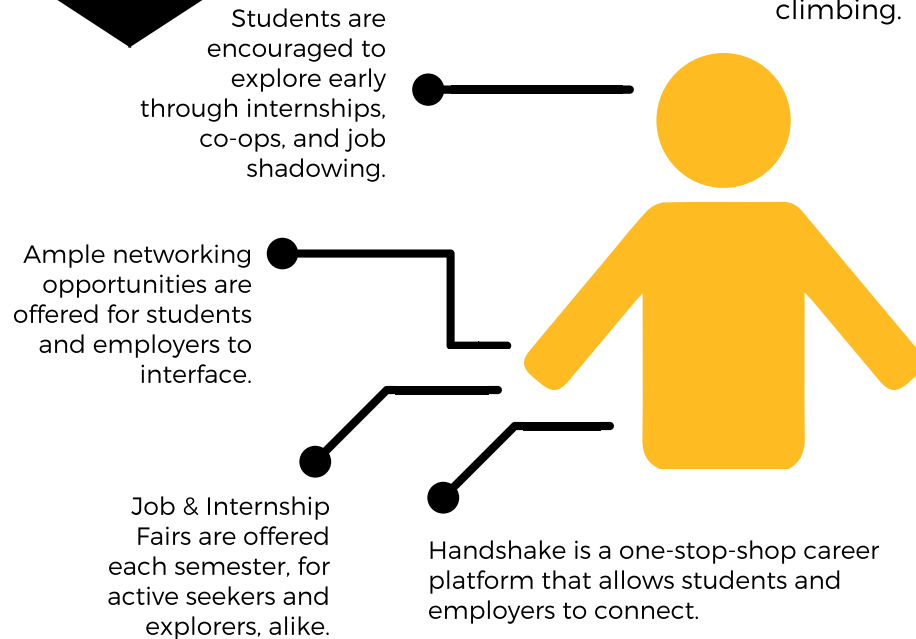 climbing.
Students are
encouraged to
explore early
through internships,
co-ops, and job
shadowing.
Ample networking
opportunities are
offered for students
and employers to
interface.
Job & Internship
Fairs are offered
each semester, for
active seekers and
explorers, alike.
Handshake is a one-stop-shop career
platform that allows students and
employers to connect.